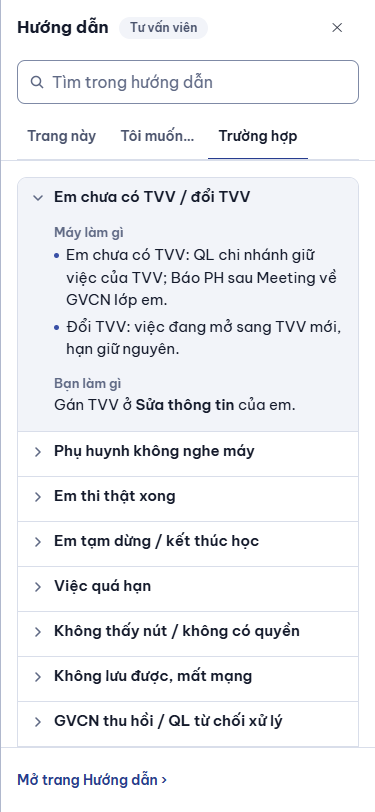 Hướng dẫn
Tư vấn viên
Tìm trong hướng dẫn
Trang này
Tôi muốn...
Trường hợp
Em chưa có TVV / đổi TVV
Máy làm gì
Em chưa có TVV: QL chi nhánh giữ
việc của TVV; Báo PH sau Meeting về
GVCN lớp em.
Đổi TVV: việc đang mở sang TVV mới,
hạn giữ nguyên.
Bạn làm gì
Gán TVV ở Sửa thông tin của em.
Phụ huynh không nghe máy
Em thi thật xong
Em tạm dừng / kết thúc học
Việc quá hạn
Không thấy nút / không có quyền
Không lưu được, mất mạng
GVCN thu hồi / QL từ chối xử lý
Mở trang Hướng dẫn ›